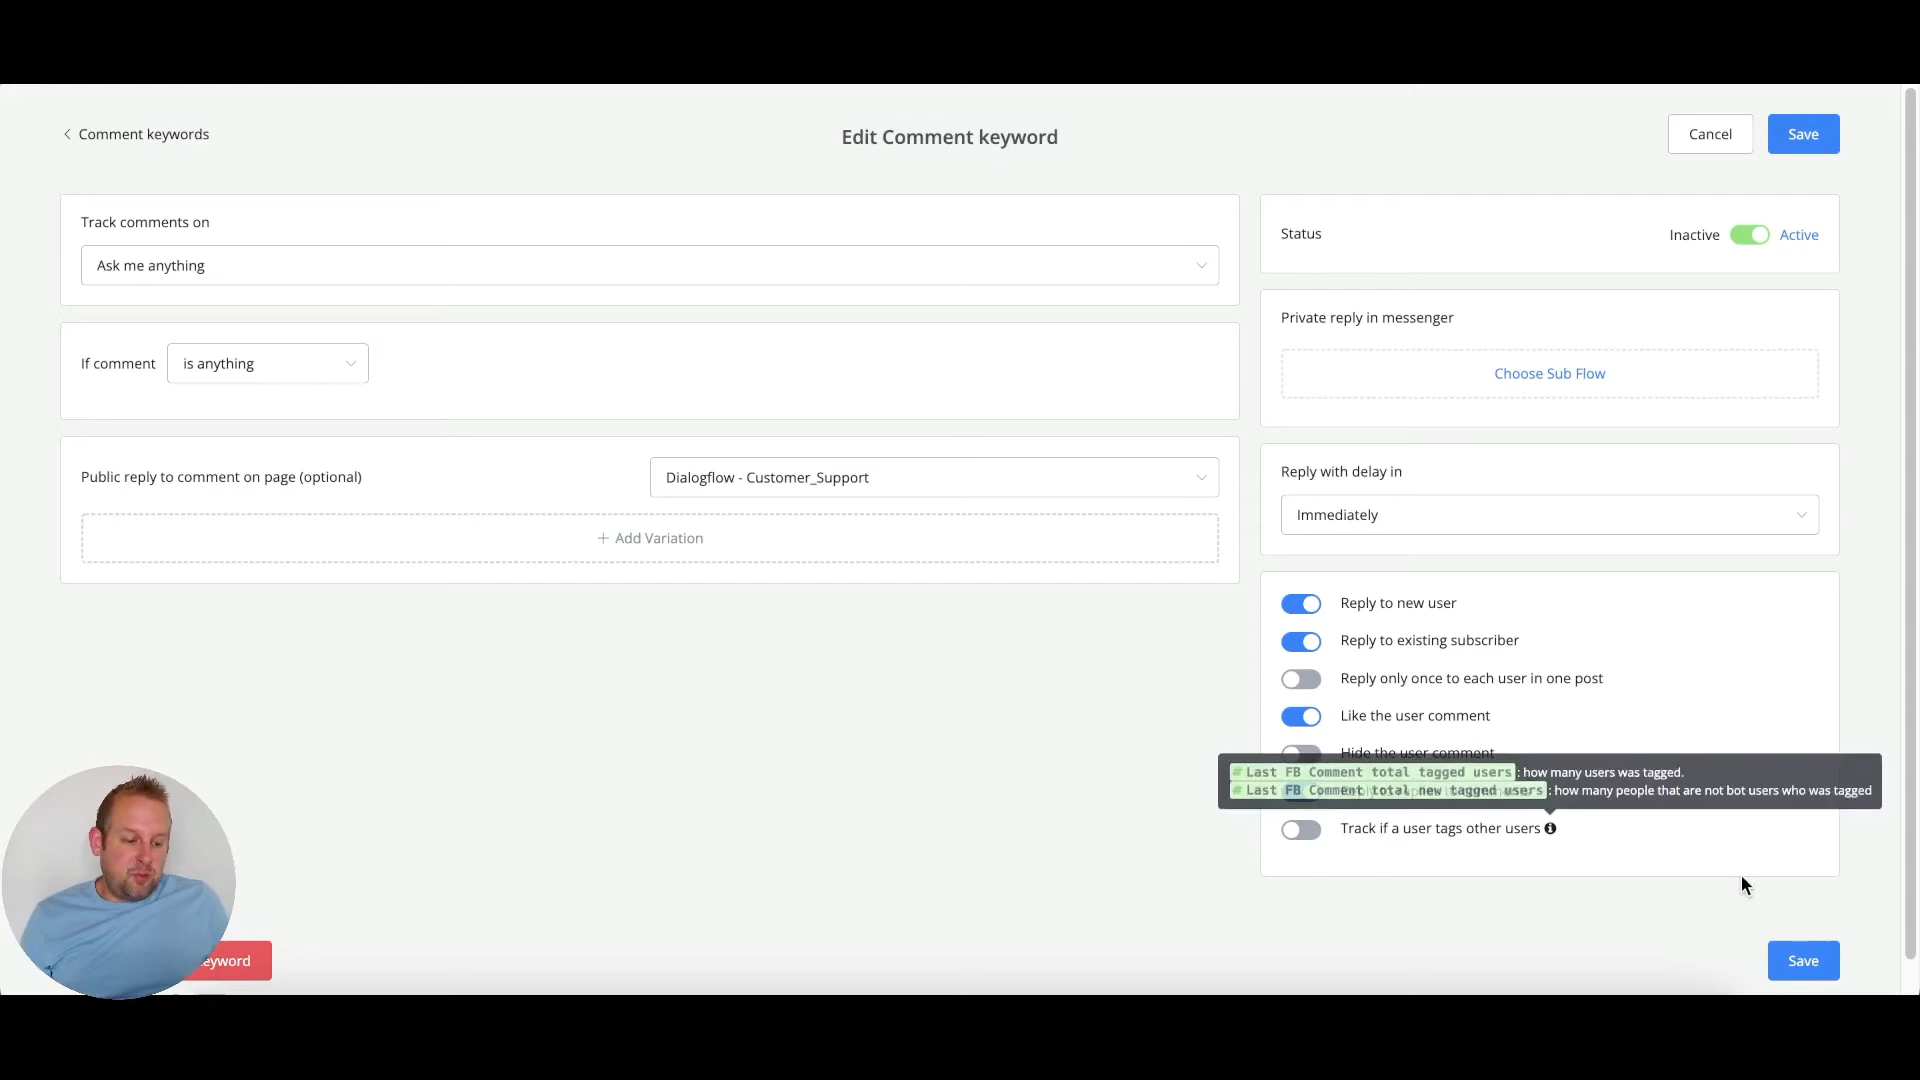 Comment keywords
Edit Comment keyword
Cancel
Save
Track comments on
Ask me anything
If comment
is anything
Public reply to comment on page (optional)
Dialogflow - Customer_Support
+ Add Variation
Status
Inactive
Active
Private reply in messenger
Choose Sub Flow
Reply with delay in
Immediately
Reply to new user
Reply to existing subscriber
Reply only once to each user in one post
Like the user comment
Hide the user comment
# Last FB Comment total tagged users : how many users was tagged.
# Last FB Comment total new tagged users : how many people that are not bot users who was tagged
Track if a user tags other users
eyword
Save